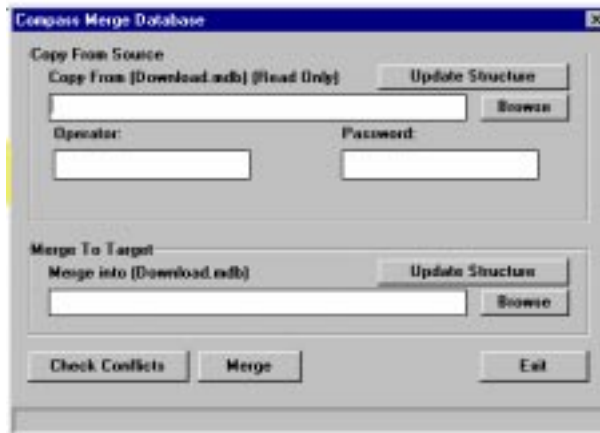 Compass Merge Database
Copy From Source
Copy From (Download.mdb) (Read Only)
Update Structure
Browse
Operator:
Password:
Merge To Target
Merge into (Download.mdb)
Update Structure
Browse
Check Conflicts
Merge
Exit